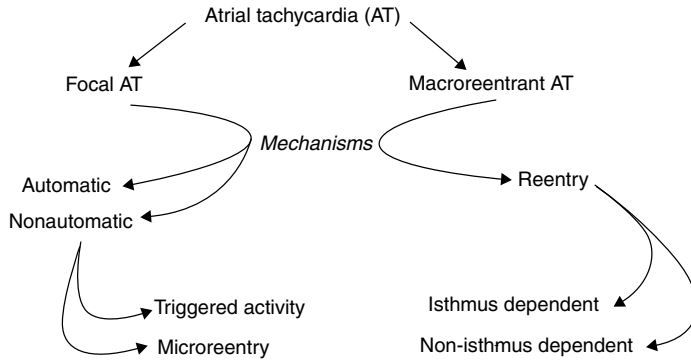 Atrial tachycardia (AT)
Focal AT
Macroreentrant AT
Mechanisms
Automatic
Reentry
Nonautomatic
Triggered activity
Isthmus dependent
Microreentry
Non-isthmus dependent